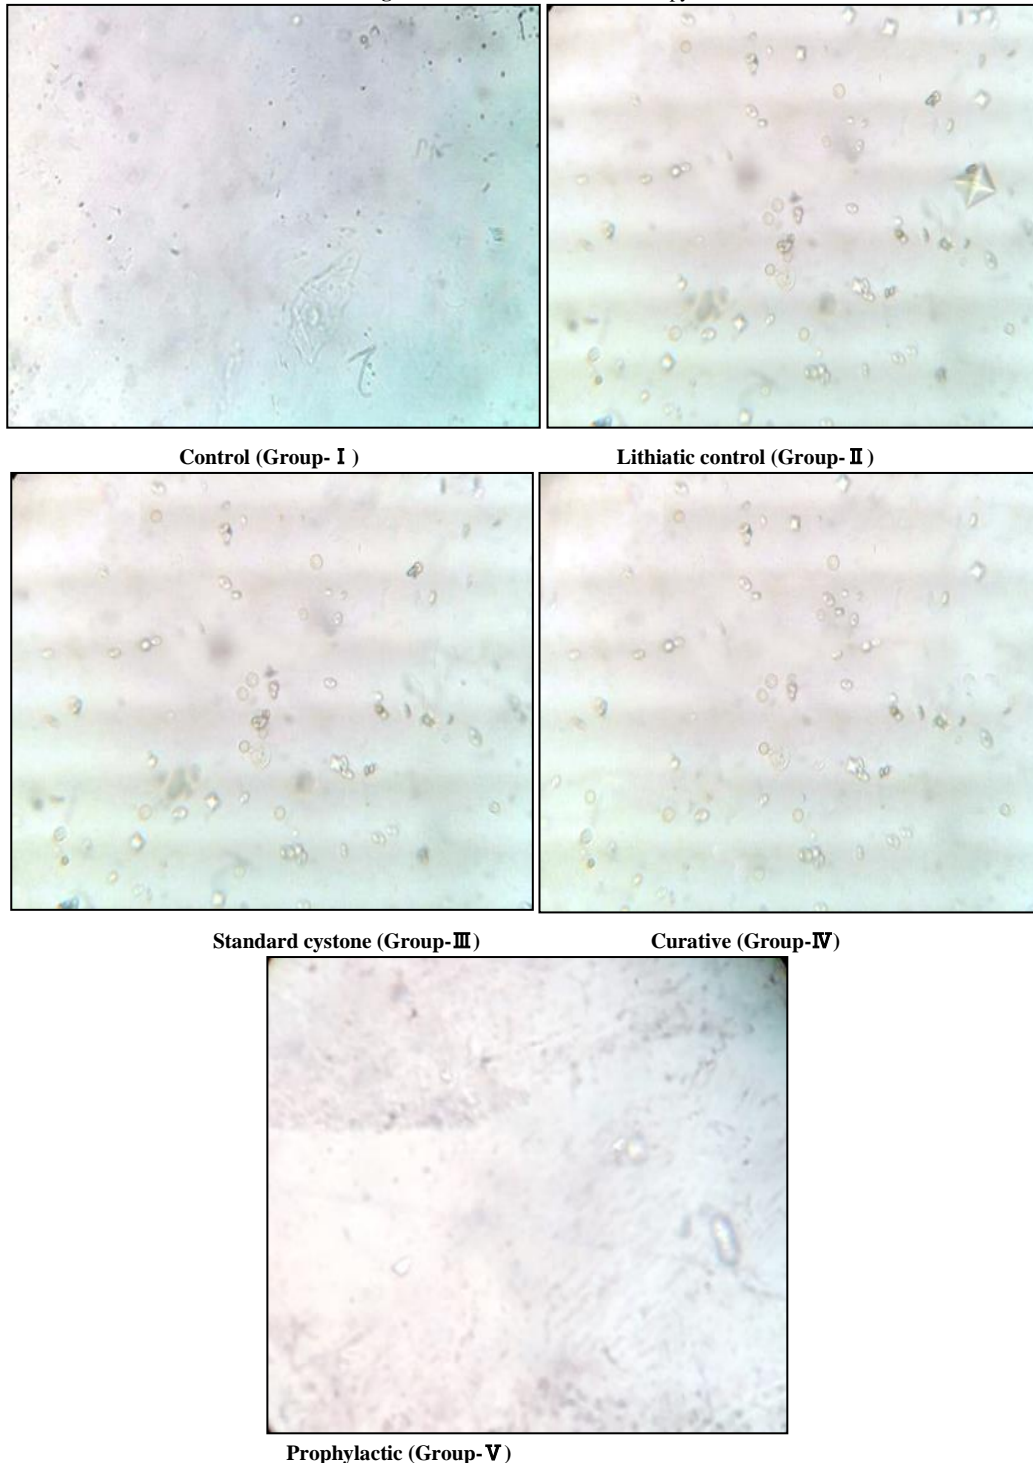 Control (Group- Ⅰ )
Lithiatic control (Group- Ⅱ )
Standard cystone (Group-Ⅲ)
Curative (Group-Ⅳ)
Prophylactic (Group-Ⅴ)